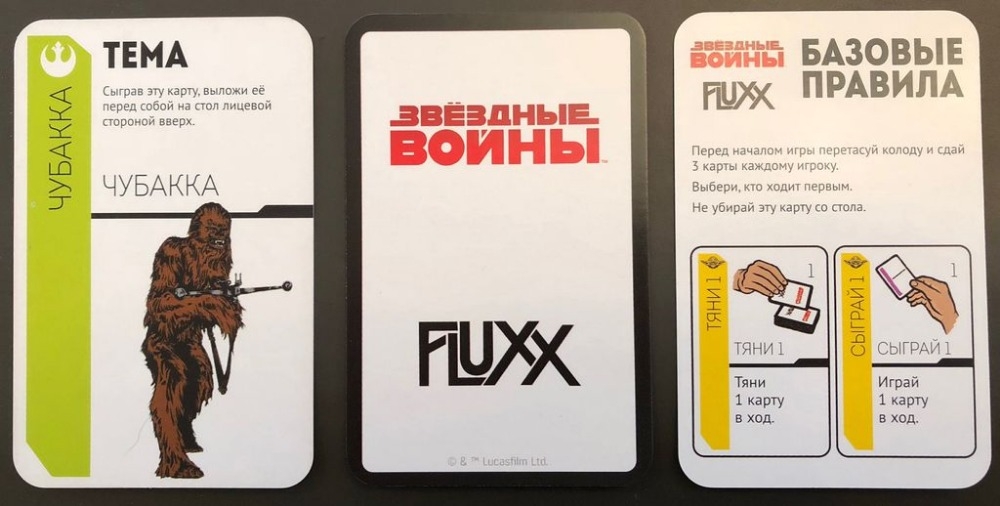 ТЕМА
Сыграв эту карту, выложи её
перед собой на стол лицевой
стороной вверх.
ЧУБАККА
ЧУБАККА
ЗВЁЗДНЫЕ
ВОЙНЫ™
FLUXX
© & ™ Lucasfilm Ltd.
ЗВЁЗДНЫЕ
ВОЙНЫ
FLUXX
БАЗОВЫЕ
ПРАВИЛА
Перед началом игры перетасуй колоду и сдай
3 карты каждому игроку.
Выбери, кто ходит первым.
Не убирай эту карту со стола.
ТЯНИ 1
1
ТЯНИ 1
Тяни
1 карту
в ход.
СЫГРАЙ 1
1
СЫГРАЙ 1
Играй
1 карту
в ход.